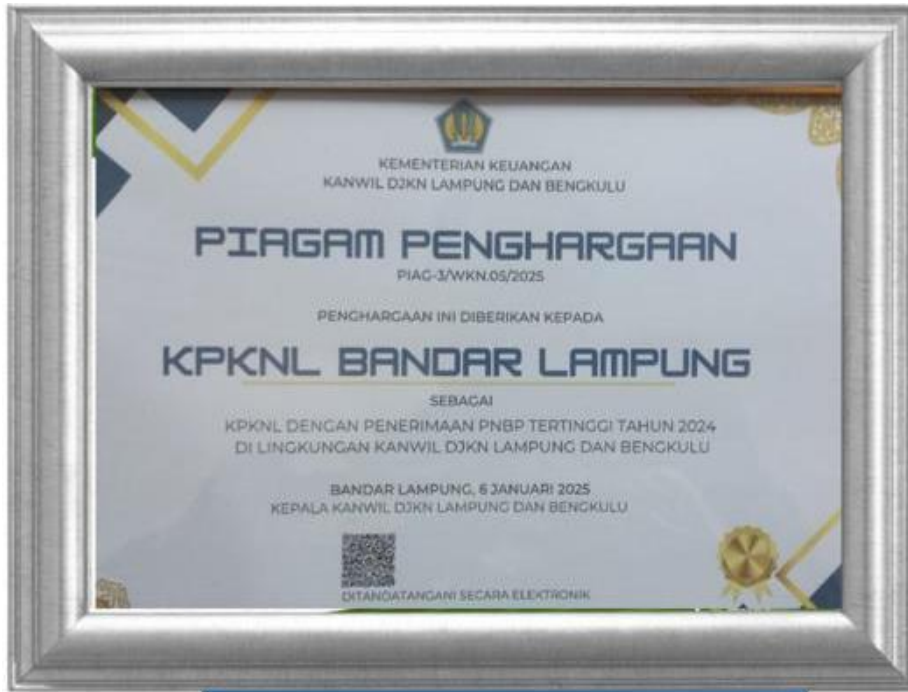 KEMENTERIAN KEUANGAN
KANWIL DJKN LAMPUNG DAN BENGKULU
PIAGAM PENGHARGAAN
PIAG-3/WKN.05/2025
PENGHARGAAN INI DIBERIKAN KEPADA
KPKNL BANDAR LAMPUNG
SEBAGAI
KPKNL DENGAN PENERIMAAN PNBP TERTINGGI TAHUN 2024
DI LINGKUNGAN KANWIL DJKN LAMPUNG DAN BENGKULU
BANDAR LAMPUNG, 6 JANUARI 2025
KEPALA KANWIL DJKN LAMPUNG DAN BENGKULU
DITANDATANGANI SECARA ELEKTRONIK